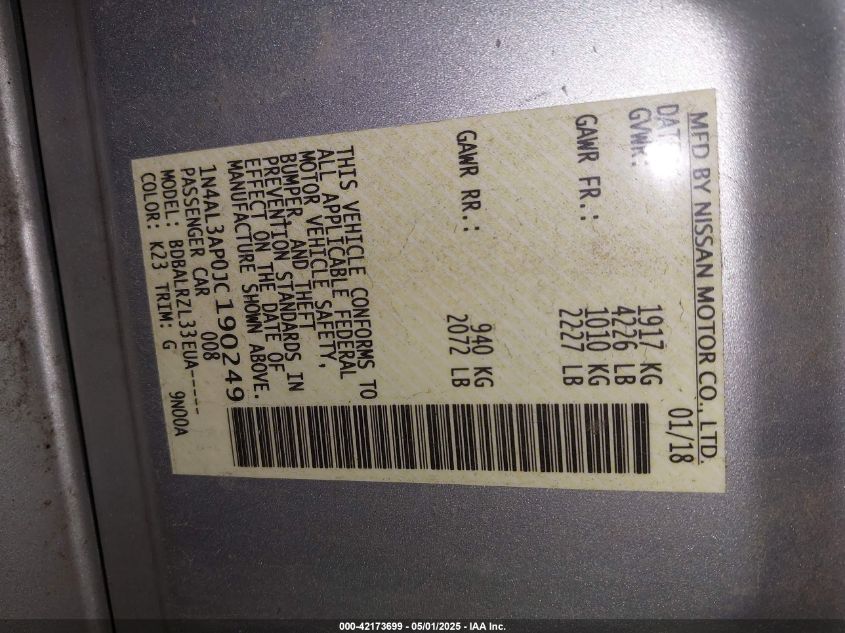 MFD BY NISSAN MOTOR CO., LTD.
DATE 01/18
GVWR: 1917 KG
4226 LB
GAWR FR.: 1010 KG
2227 LB
GAWR RR.: 940 KG
2072 LB
THIS VEHICLE CONFORMS TO
ALL APPLICABLE FEDERAL
MOTOR VEHICLE SAFETY,
BUMPER, AND THEFT
PREVENTION STANDARDS IN
EFFECT ON THE DATE OF
MANUFACTURE SHOWN ABOVE.
1N4AL3AP0JC190249
PASSENGER CAR 008
MODEL: BDBALRZL33EUA-----
COLOR: K23 TRIM: G 9N00A
000-42173699 - 05/01/2025 - IAA Inc.